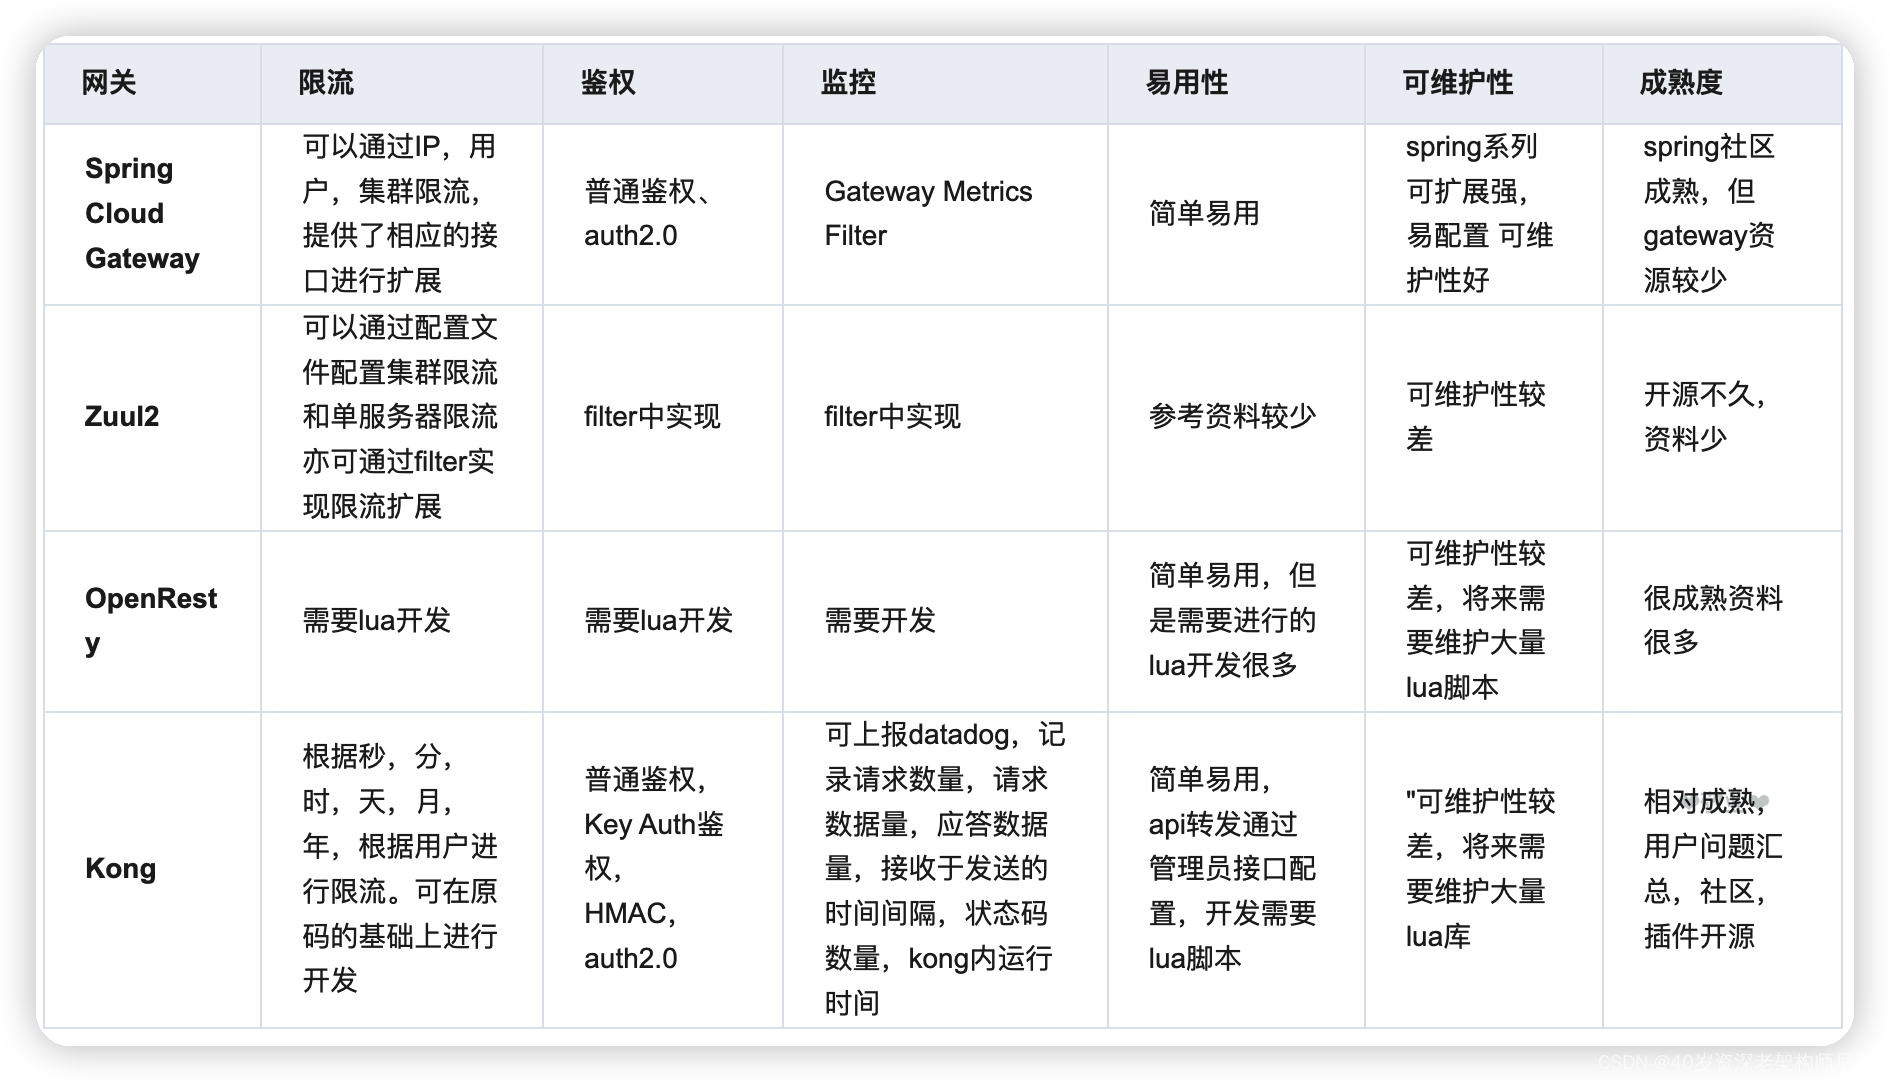 网关
限流
鉴权
监控
易用性
可维护性
成熟度
Spring
Cloud
Gateway
可以通过IP，用
户，集群限流，
提供了相应的接
口进行扩展
普通鉴权、
auth2.0
Gateway Metrics
Filter
简单易用
spring系列
可扩展强，
易配置 可维
护性好
spring社区
成熟，但
gateway资
源较少
Zuul2
可以通过配置文
件配置集群限流
和单服务器限流
亦可通过filter实
现限流扩展
filter中实现
filter中实现
参考资料较少
可维护性较
差
开源不久，
资料少
OpenRest
y
需要lua开发
需要lua开发
需要开发
简单易用，但
是需要进行的
lua开发很多
可维护性较
差，将来需
要维护大量
lua脚本
很成熟资料
很多
Kong
根据秒，分，
时，天，月，
年，根据用户进
行限流。可在原
码的基础上进行
开发
普通鉴权，
Key Auth鉴
权，
HMAC，
auth2.0
可上报datadog，记
录请求数量，请求
数据量，应答数据
量，接收于发送的
时间间隔，状态码
数量，kong内运行
时间
简单易用，
api转发通过
管理员接口配
置，开发需要
lua脚本
"可维护性较
差，将来需
要维护大量
lua库
相对成熟，
用户问题汇
总，社区，
插件开源
CSDN @40岁资深老架构师尼